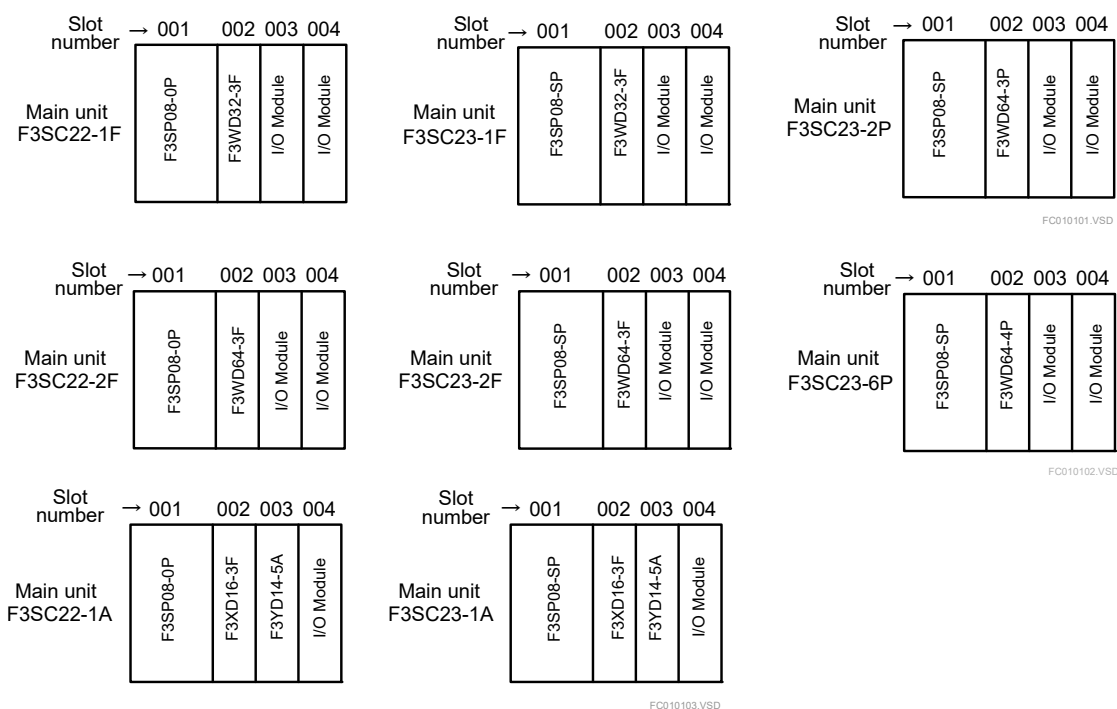 Slot
number → 001 002 003 004
Main unit
F3SC22-1F
F3SP08-0P
F3WD32-3F
I/O Module
I/O Module
Slot
number → 001 002 003 004
Main unit
F3SC23-1F
F3SP08-SP
F3WD32-3F
I/O Module
I/O Module
Slot
number → 001 002 003 004
Main unit
F3SC23-2P
F3SP08-SP
F3WD64-3P
I/O Module
I/O Module
FC010101.VSD
Slot
number → 001 002 003 004
Main unit
F3SC22-2F
F3SP08-0P
F3WD64-3F
I/O Module
I/O Module
Slot
number → 001 002 003 004
Main unit
F3SC23-2F
F3SP08-SP
F3WD64-3F
I/O Module
I/O Module
Slot
number → 001 002 003 004
Main unit
F3SC23-6P
F3SP08-SP
F3WD64-4P
I/O Module
I/O Module
FC010102.VSD
Slot
number → 001 002 003 004
Main unit
F3SC22-1A
F3SP08-0P
F3XD16-3F
F3YD14-5A
I/O Module
Slot
number → 001 002 003 004
Main unit
F3SC23-1A
F3SP08-SP
F3XD16-3F
F3YD14-5A
I/O Module
FC010103.VSD